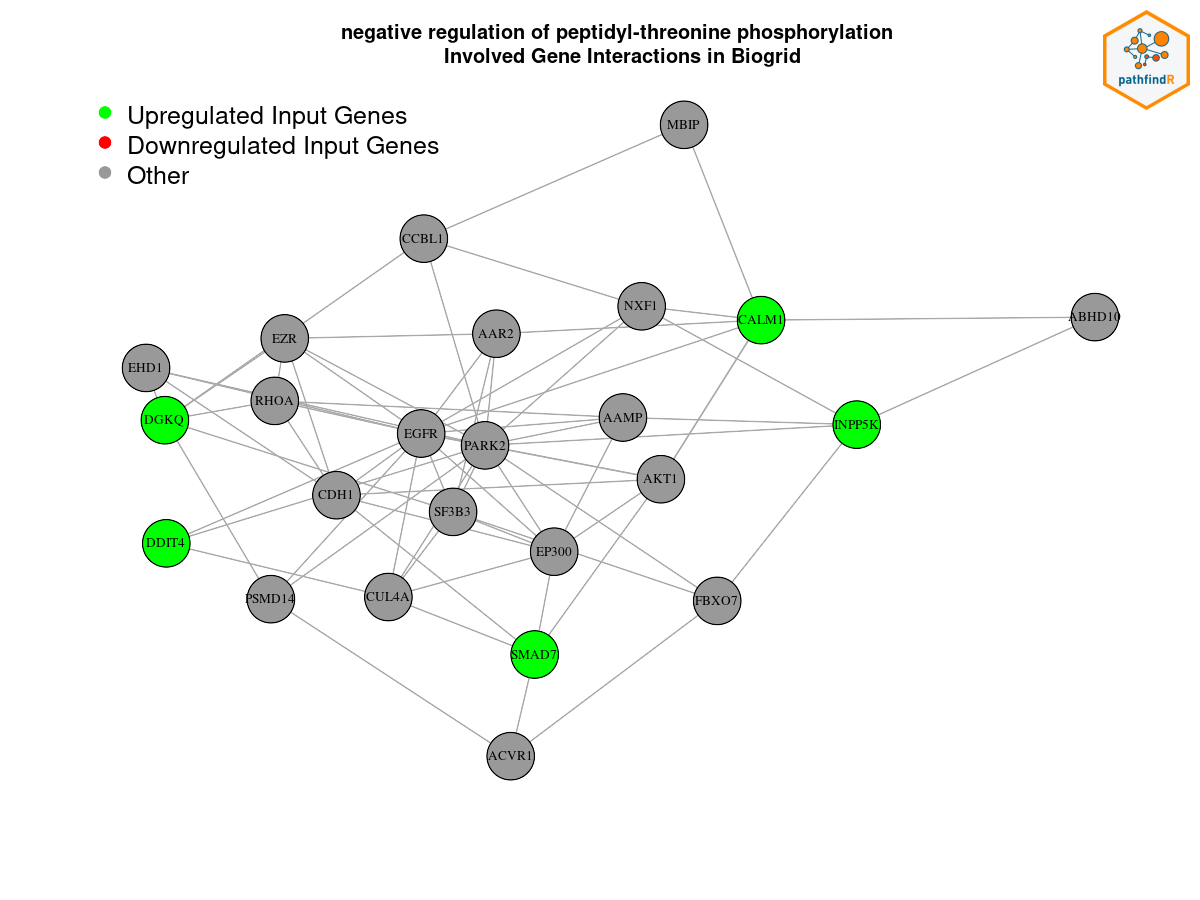 negative regulation of peptidyl-threonine phosphorylation
Involved Gene Interactions in Biogrid
pathfindR
Upregulated Input Genes
Downregulated Input Genes
Other
MBIP
CCBL1
NXF1
CALM1
ABHD10
EZR
AAR2
EHD1
RHOA
DGKQ
EGFR
PARK2
AAMP
INPP5K
AKT1
CDH1
SF3B3
DDIT4
EP300
PSMD14
CUL4A
FBXO7
SMAD7
ACVR1